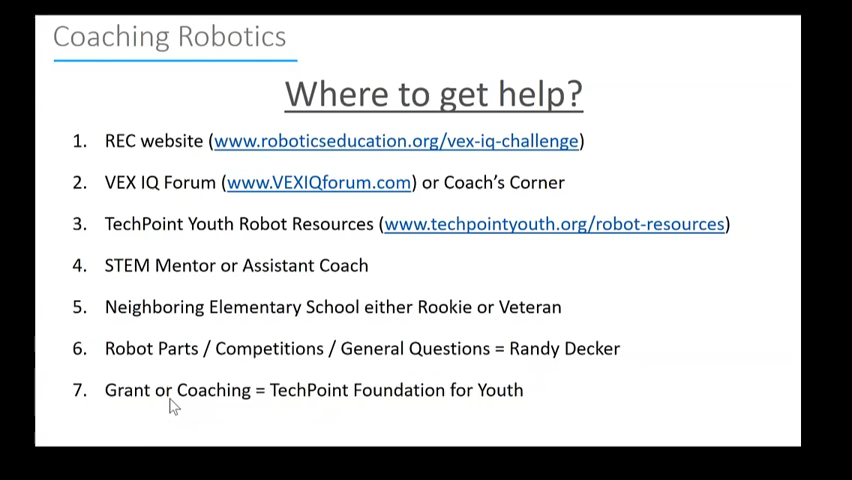 Coaching Robotics
Where to get help?
1. REC website (www.roboticseducation.org/vex-iq-challenge)
2. VEX IQ Forum (www.VEXIQforum.com) or Coach's Corner
3. TechPoint Youth Robot Resources (www.techpointyouth.org/robot-resources)
4. STEM Mentor or Assistant Coach
5. Neighboring Elementary School either Rookie or Veteran
6. Robot Parts / Competitions / General Questions = Randy Decker
7. Grant or Coaching = TechPoint Foundation for Youth